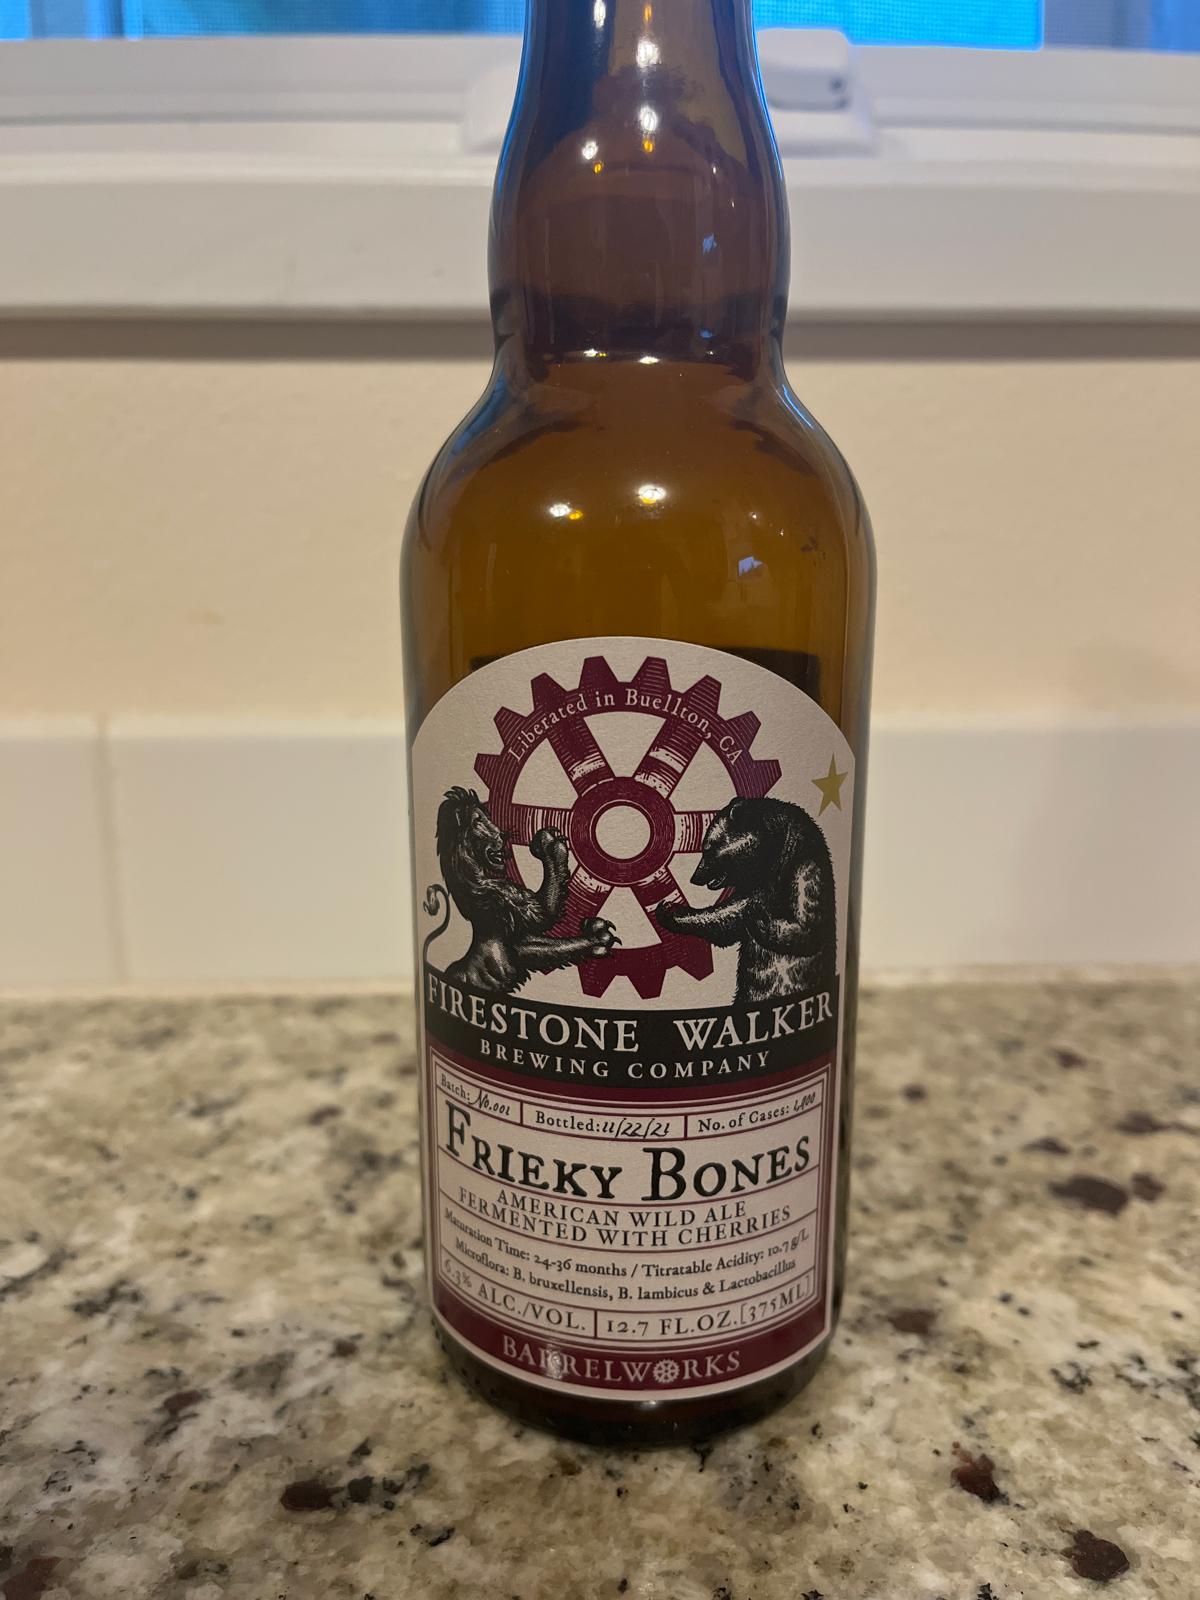 Liberated in Buellton, CA
FIRESTONE WALKER
BREWING COMPANY
Batch: No.001 Bottled: 11/22/21 No. of Cases: 1,400
FRIEKY BONES
AMERICAN WILD ALE
FERMENTED WITH CHERRIES
Maturation Time: 24-36 months / Titratable Acidity: 10.7 g/L
Microflora: B. bruxellensis, B. lambicus & Lactobacillus
6.3% ALC./VOL. 12.7 FL.OZ.[375ML]
BARRELWORKS